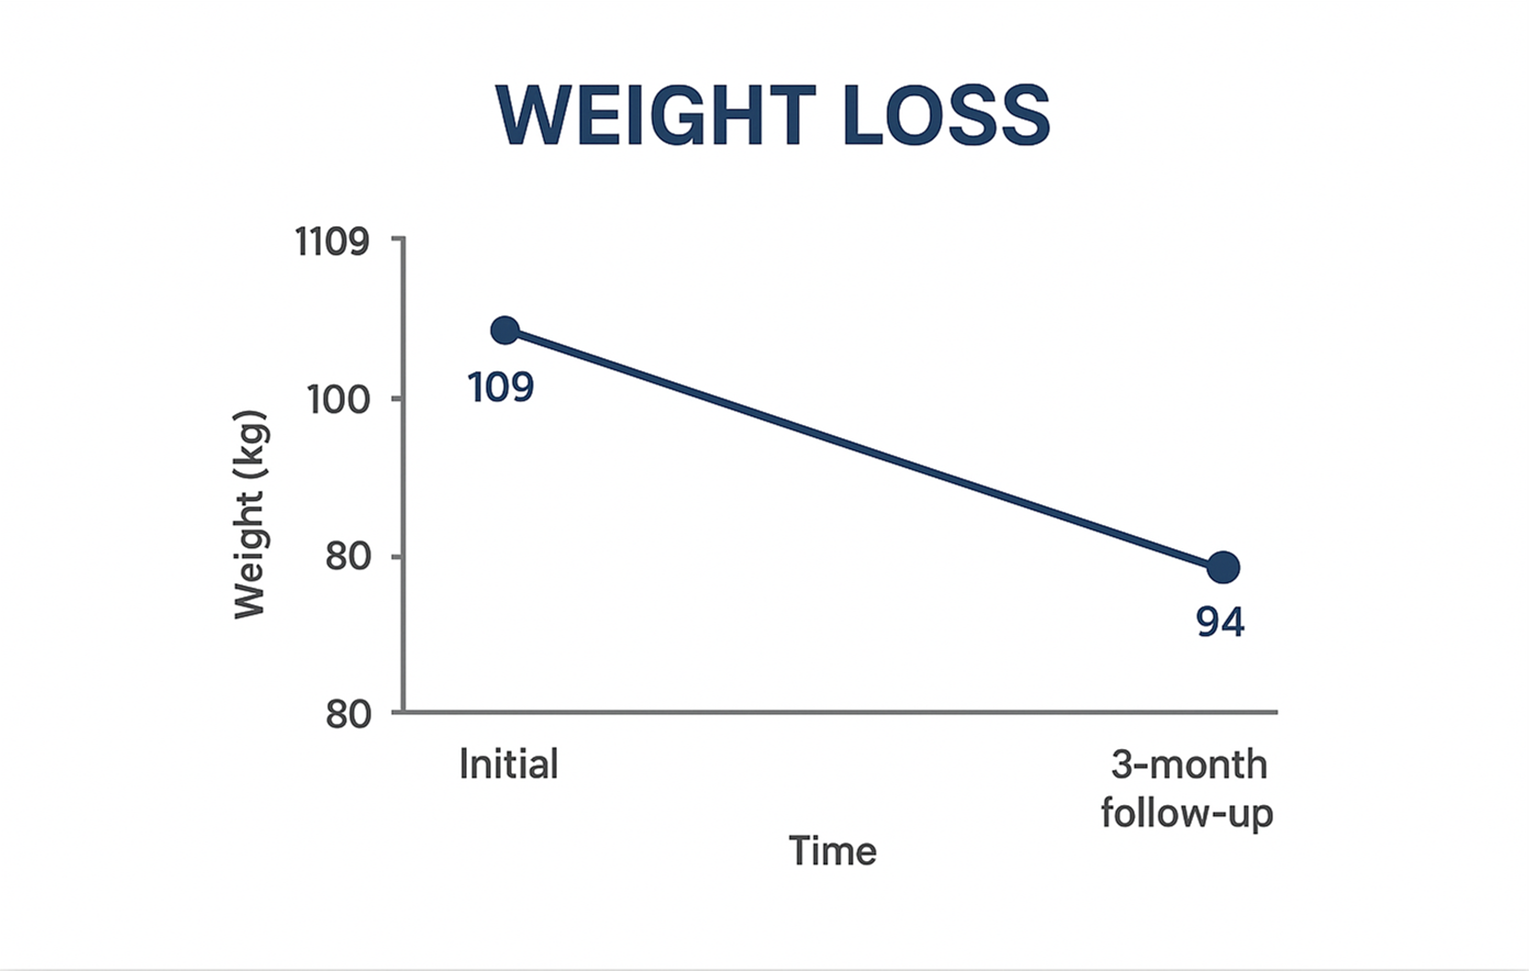 WEIGHT LOSS
1109
109
100
Weight (kg)
80
94
80
Initial
3-month
follow-up
Time